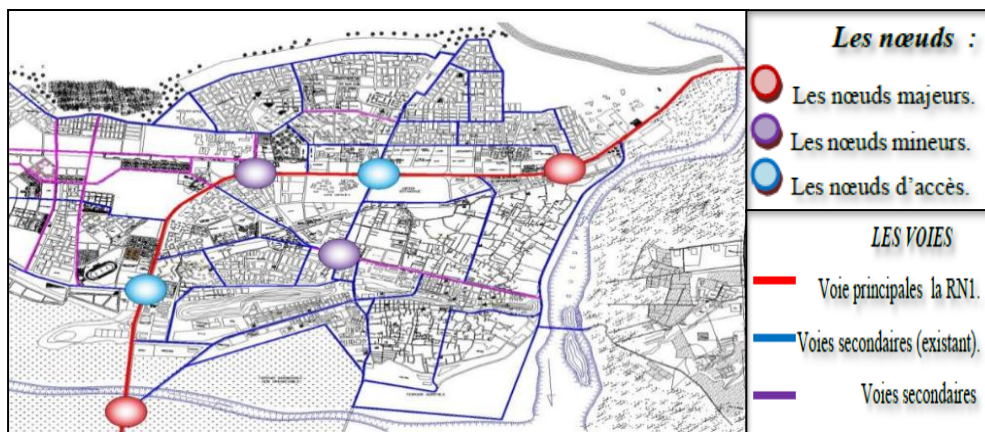 Les nœuds :
Les nœuds majeurs.
Les nœuds mineurs.
Les nœuds d'accès.
LES VOIES
Voie principales la RN1.
Voies secondaires (existant).
Voies secondaires